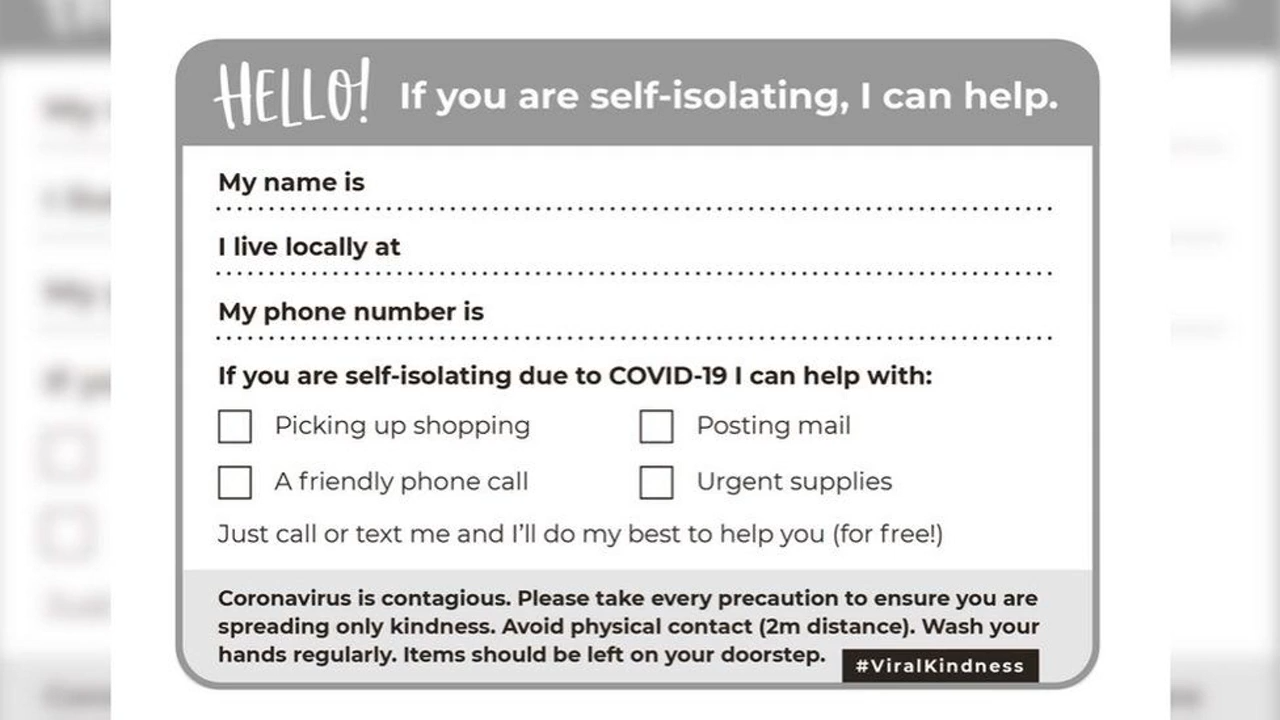 HELLO! If you are self-isolating, I can help.
My name is
I live locally at
My phone number is
If you are self-isolating due to COVID-19 I can help with:
Picking up shopping Posting mail
A friendly phone call Urgent supplies
Just call or text me and I’ll do my best to help you (for free!)
Coronavirus is contagious. Please take every precaution to ensure you are
spreading only kindness. Avoid physical contact (2m distance). Wash your
hands regularly. Items should be left on your doorstep.
#ViralKindness